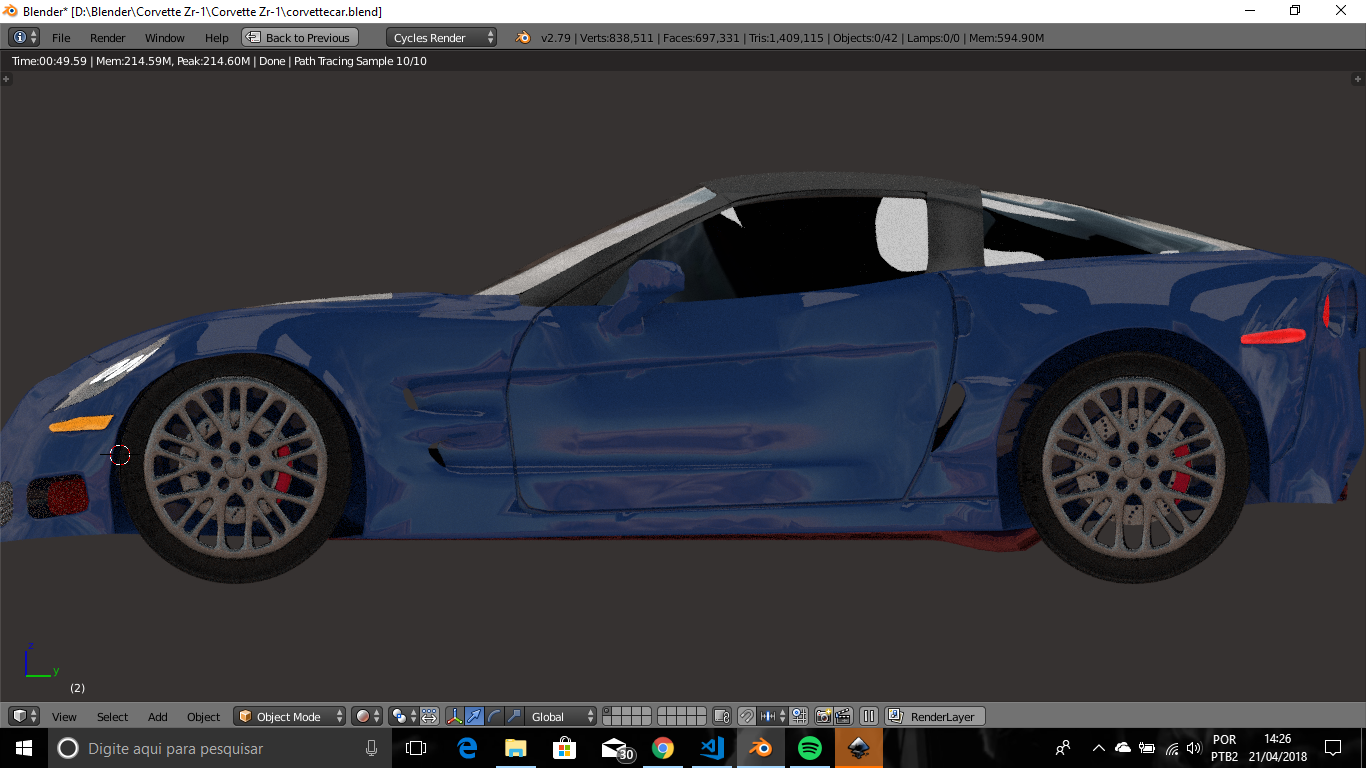 Blender* [D:\Blender\Corvette Zr-1\Corvette Zr-1\corvettecar.blend]
File Render Window Help Back to Previous Cycles Render v2.79 | Verts:838,511 | Faces:697,331 | Tris:1,409,115 | Objects:0/42 | Lamps:0/0 | Mem:594.90M
Time:00:49.59 | Mem:214.59M, Peak:214.60M | Done | Path Tracing Sample 10/10
z
y
(2)
View Select Add Object Object Mode Global RenderLayer
Digite aqui para pesquisar 30 POR 14:26
PTB2 21/04/2018